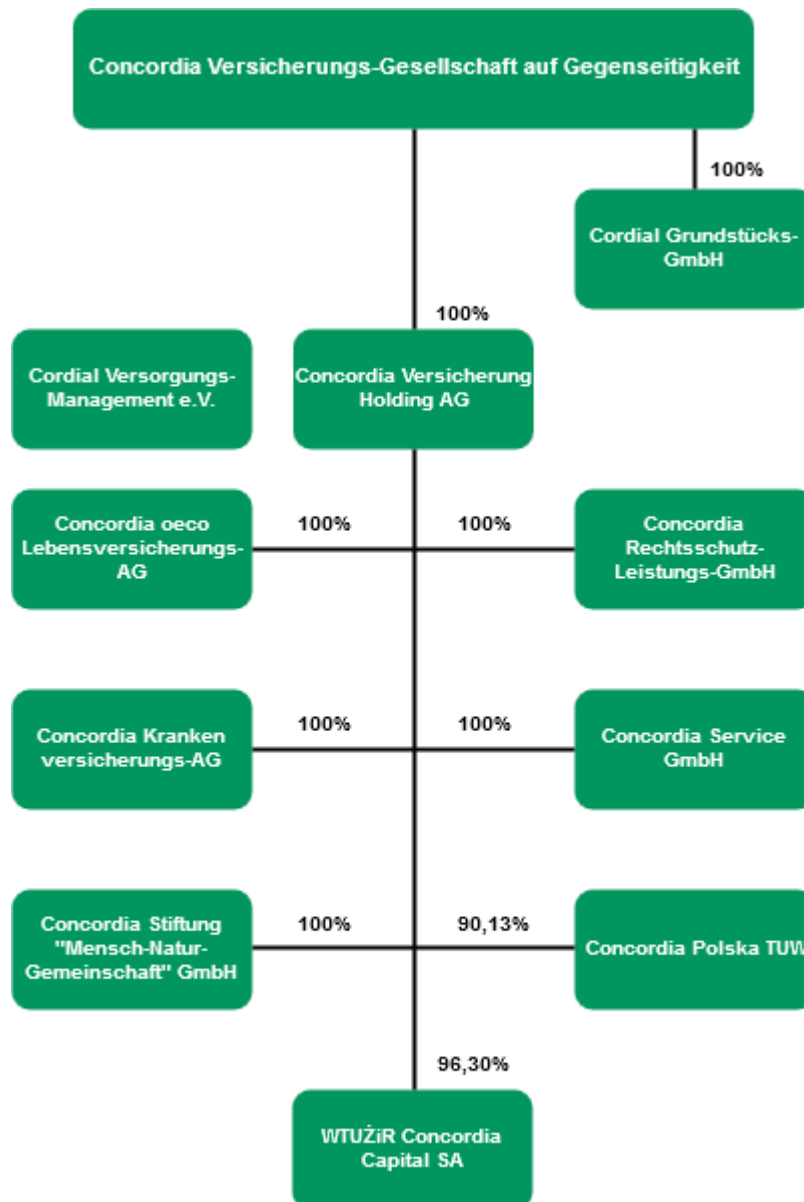 Concordia Versicherungs-Gesellschaft auf Gegenseitigkeit
100%
Cordial Grundstücks-
GmbH
100%
Cordial Versorgungs-
Management e.V.
Concordia Versicherung
Holding AG
Concordia oeco
Lebensversicherungs-
AG
100%
100%
Concordia
Rechtsschutz-
Leistungs-GmbH
Concordia Kranken
versicherungs-AG
100%
100%
Concordia Service
GmbH
Concordia Stiftung
"Mensch-Natur-
Gemeinschaft" GmbH
100%
90,13%
Concordia Polska TUW
96,30%
WTUŻiR Concordia
Capital SA